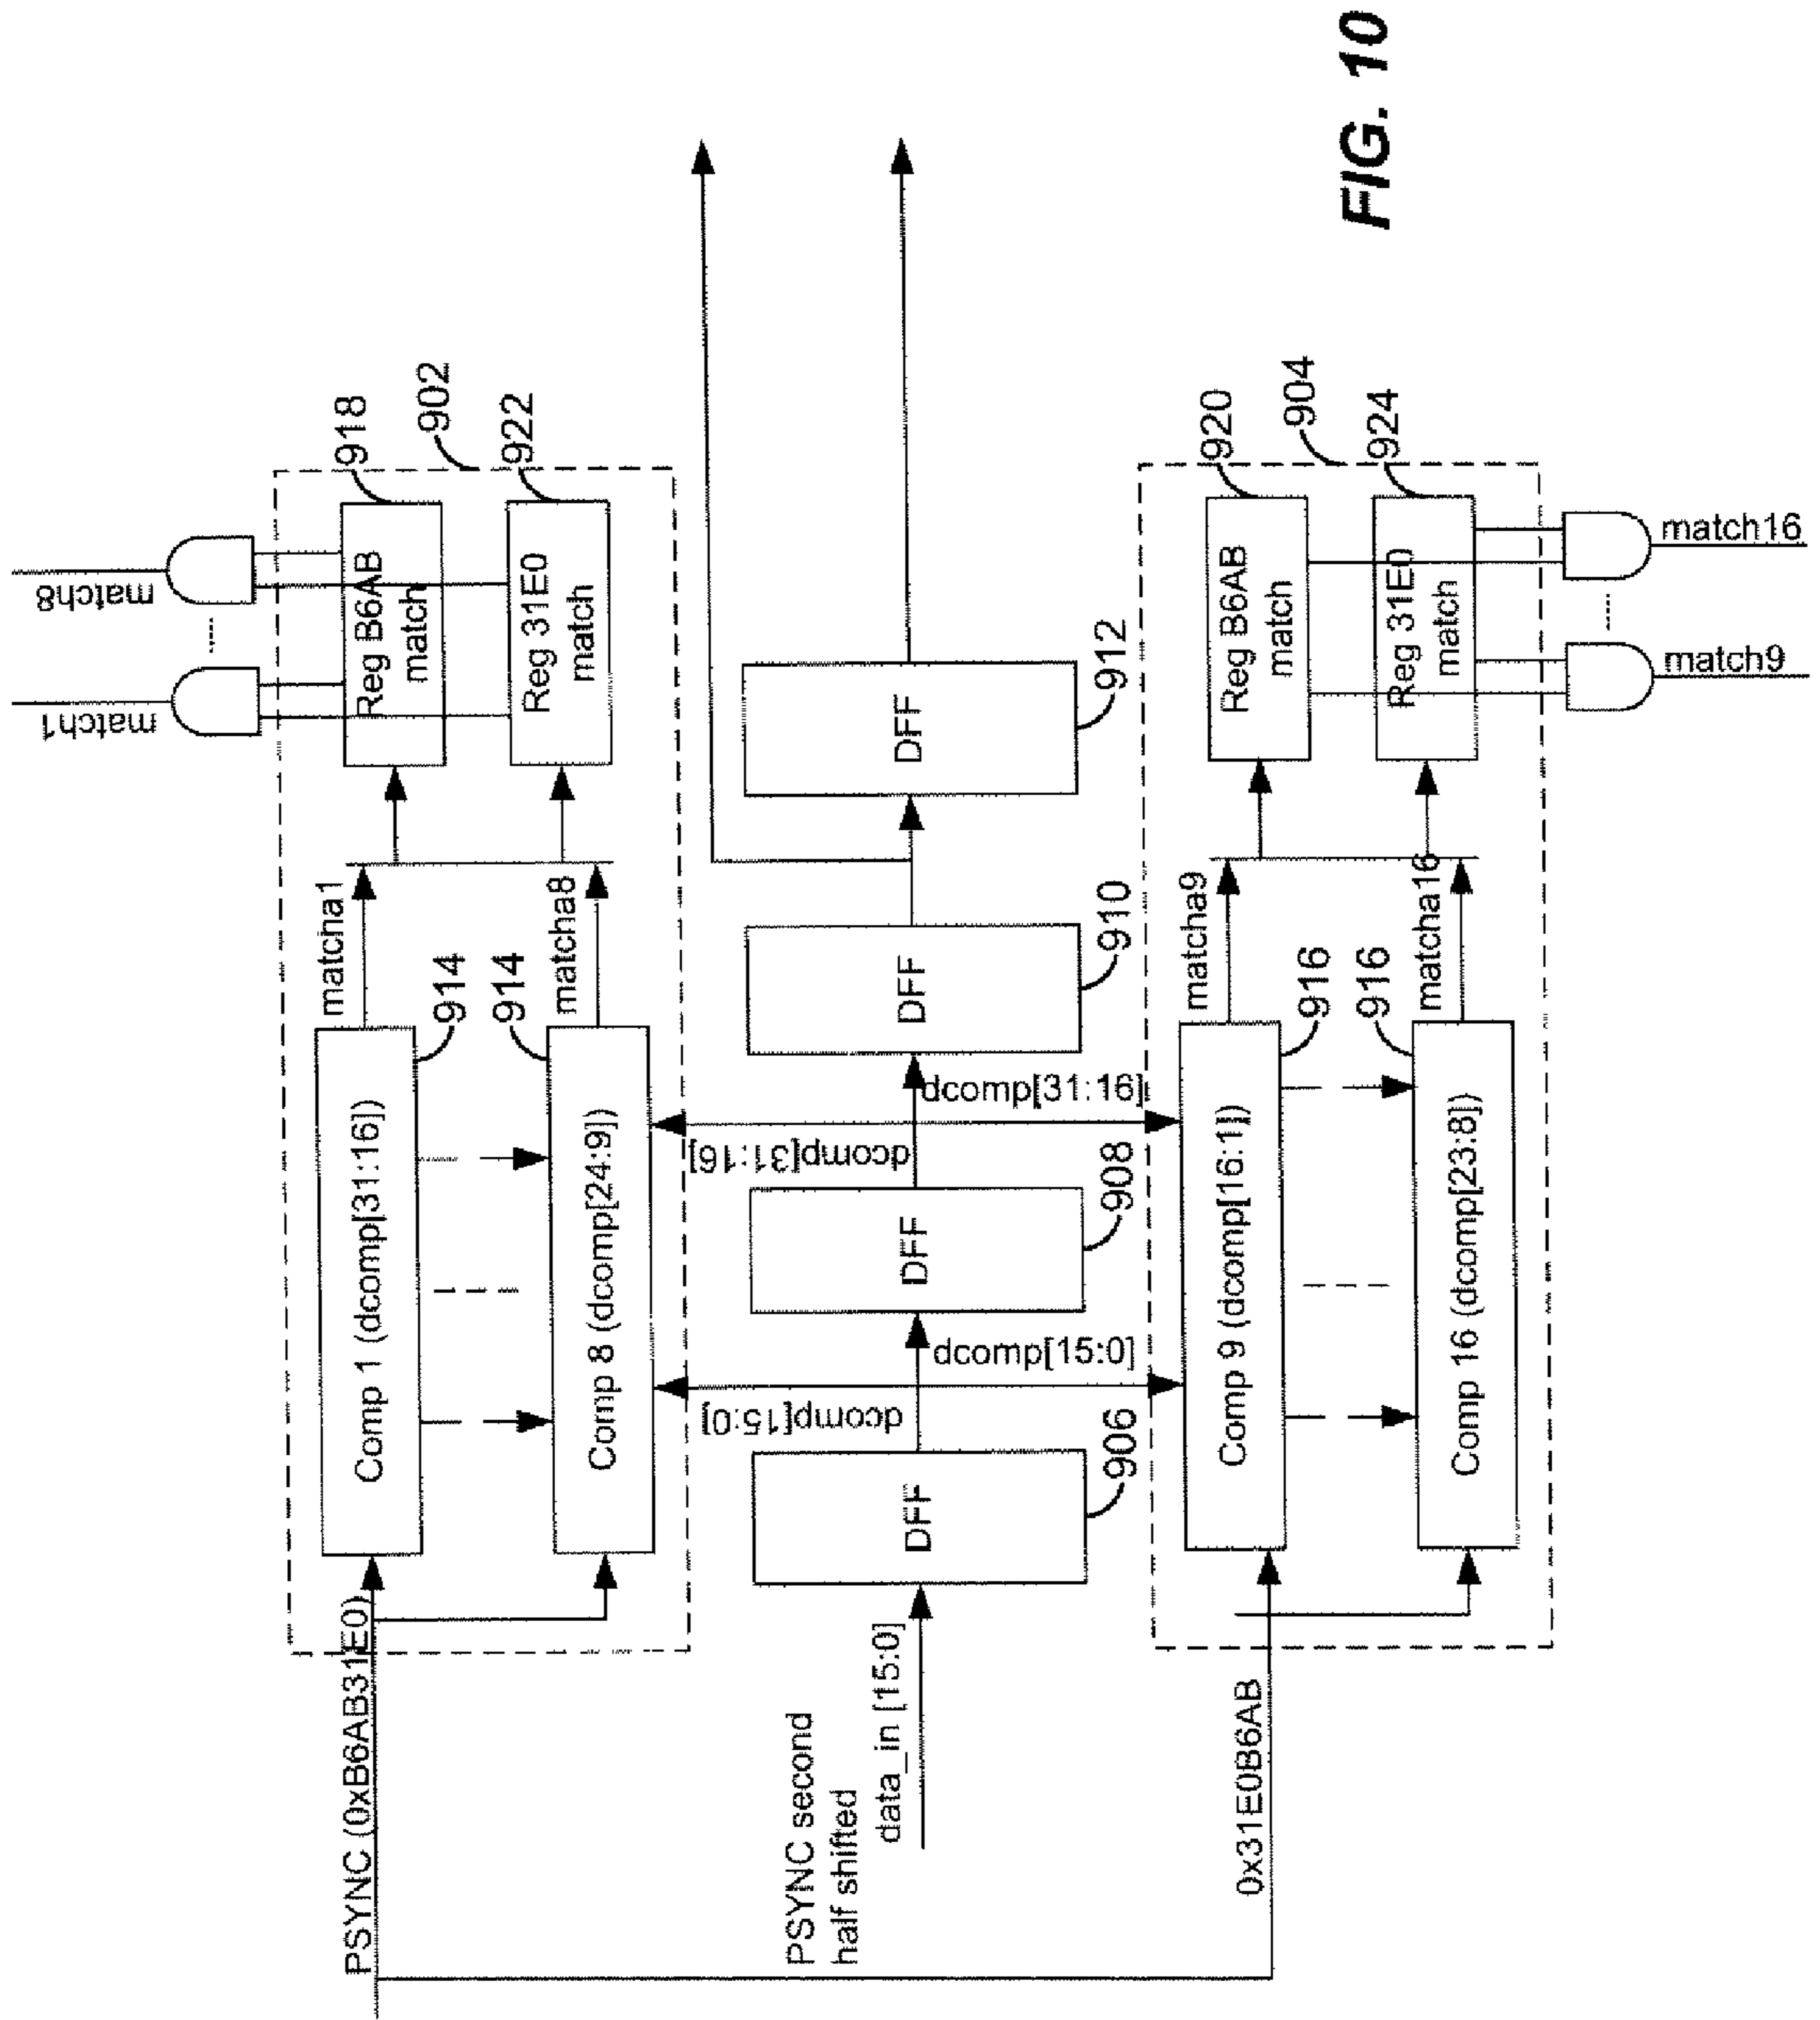 PSYNC (0xB6AB31E0)
Comp 1 (dcomp[31:16])
914
matcha1
Reg B6AB
match
918
match1
match8
902
Comp 8 (dcomp[24:9])
914
matcha8
Reg 31E0
match
922
dcomp[15:0]
dcomp[31:16]
PSYNC second
half shifted
data_in [15:0]
DFF
906
DFF
908
DFF
910
DFF
912
dcomp[15:0]
dcomp[31:16]
0x31E0B6AB
Comp 9 (dcomp[16:1])
916
matcha9
Reg B6AB
match
920
904
Comp 16 (dcomp[23:8])
916
matcha16
Reg 31E0
match
924
match9
match16
FIG. 10